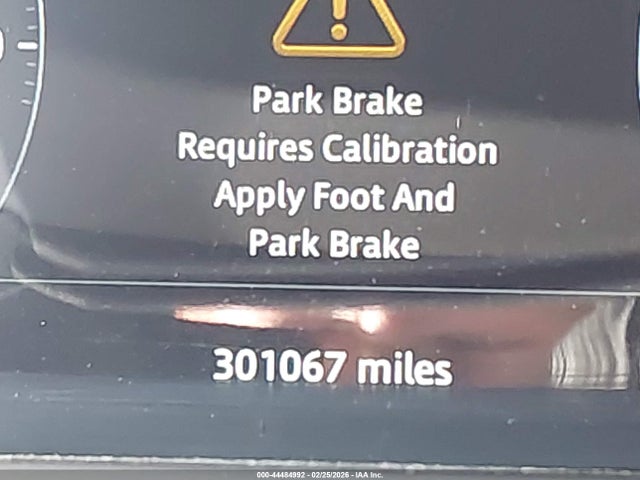 Park Brake
Requires Calibration
Apply Foot And
Park Brake
301067 miles
000-44484992 - 02/25/2026 - IAA Inc.